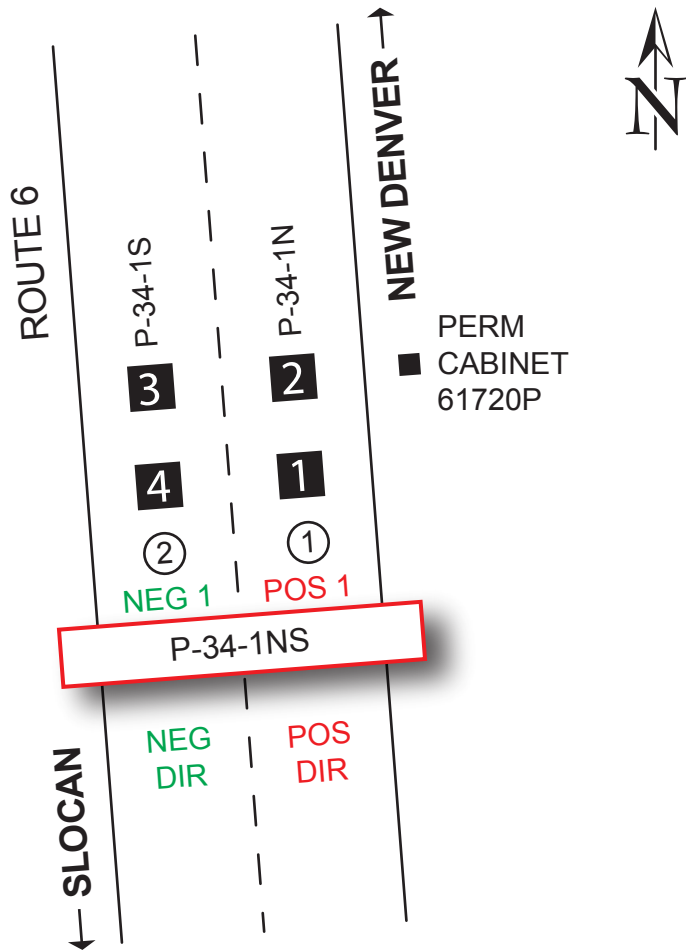 N
ROUTE 6
NEW DENVER
P-34-1S
P-34-1N
PERM
CABINET
61720P
3
2
4
1
2
1
NEG 1
POS 1
P-34-1NS
NEG
DIR
POS
DIR
SLOCAN